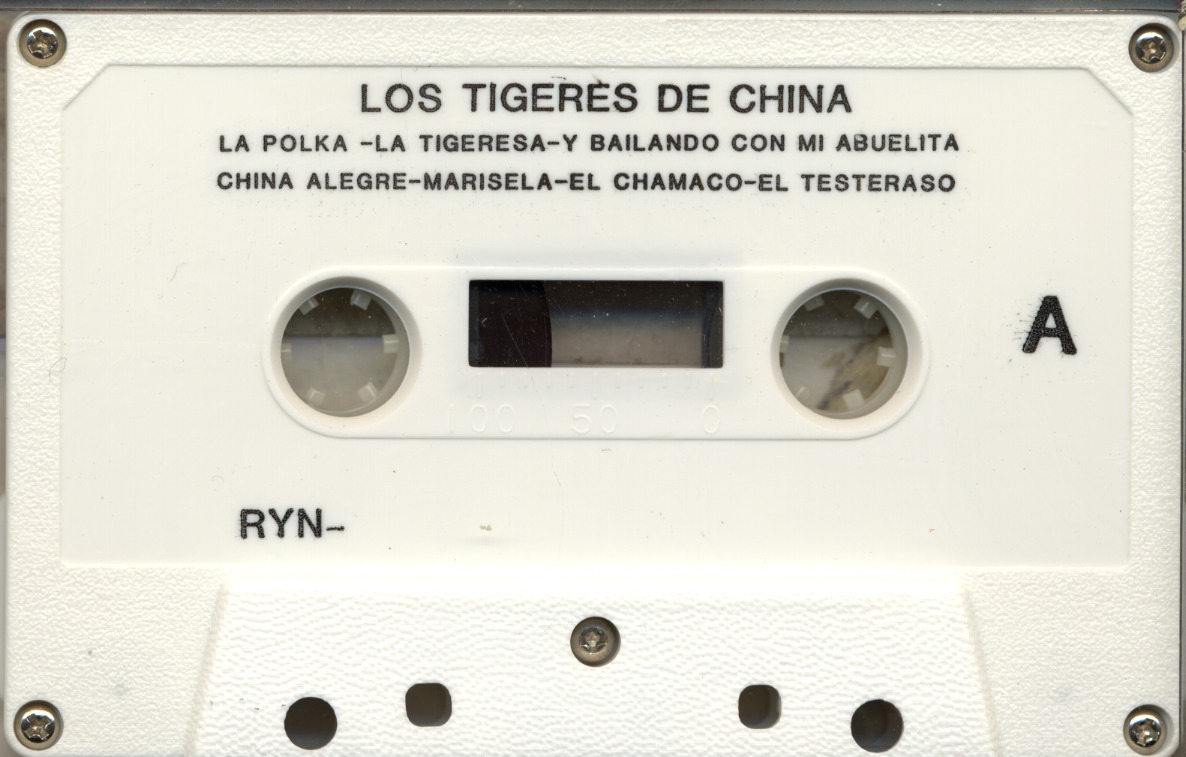 LOS TIGERES DE CHINA
LA POLKA -LA TIGERESA-Y BAILANDO CON MI ABUELITA
CHINA ALEGRE-MARISELA-EL CHAMACO-EL TESTERASO
A
100 50 0
RYN-